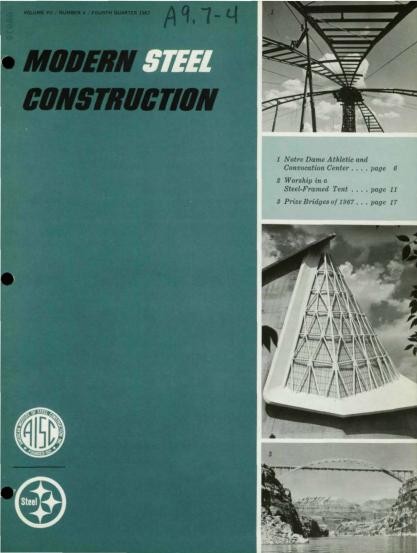 VOLUME VII / NUMBER 4 / FOURTH QUARTER 1967
A9.7-4
MODERN STEEL
CONSTRUCTION
1
1 Notre Dame Athletic and
Convocation Center . . . . page 6
2 Worship in a
Steel-Framed Tent . . . . page 11
3 Prize Bridges of 1967 . . . page 17
2
3
AISC
Steel